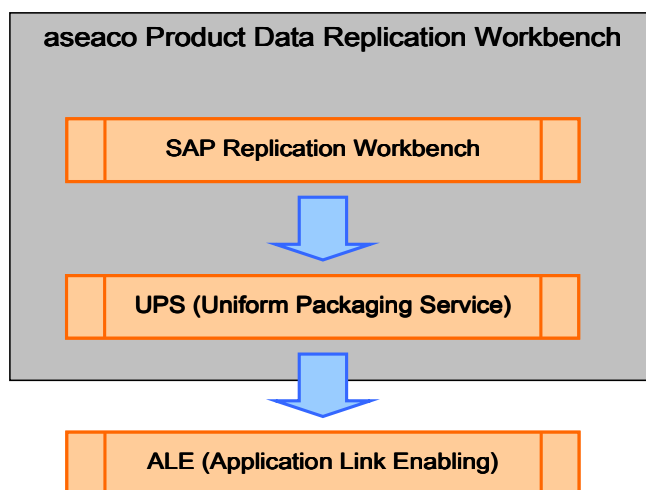 aseaco Product Data Replication Workbench
SAP Replication Workbench
UPS (Uniform Packaging Service)
ALE (Application Link Enabling)